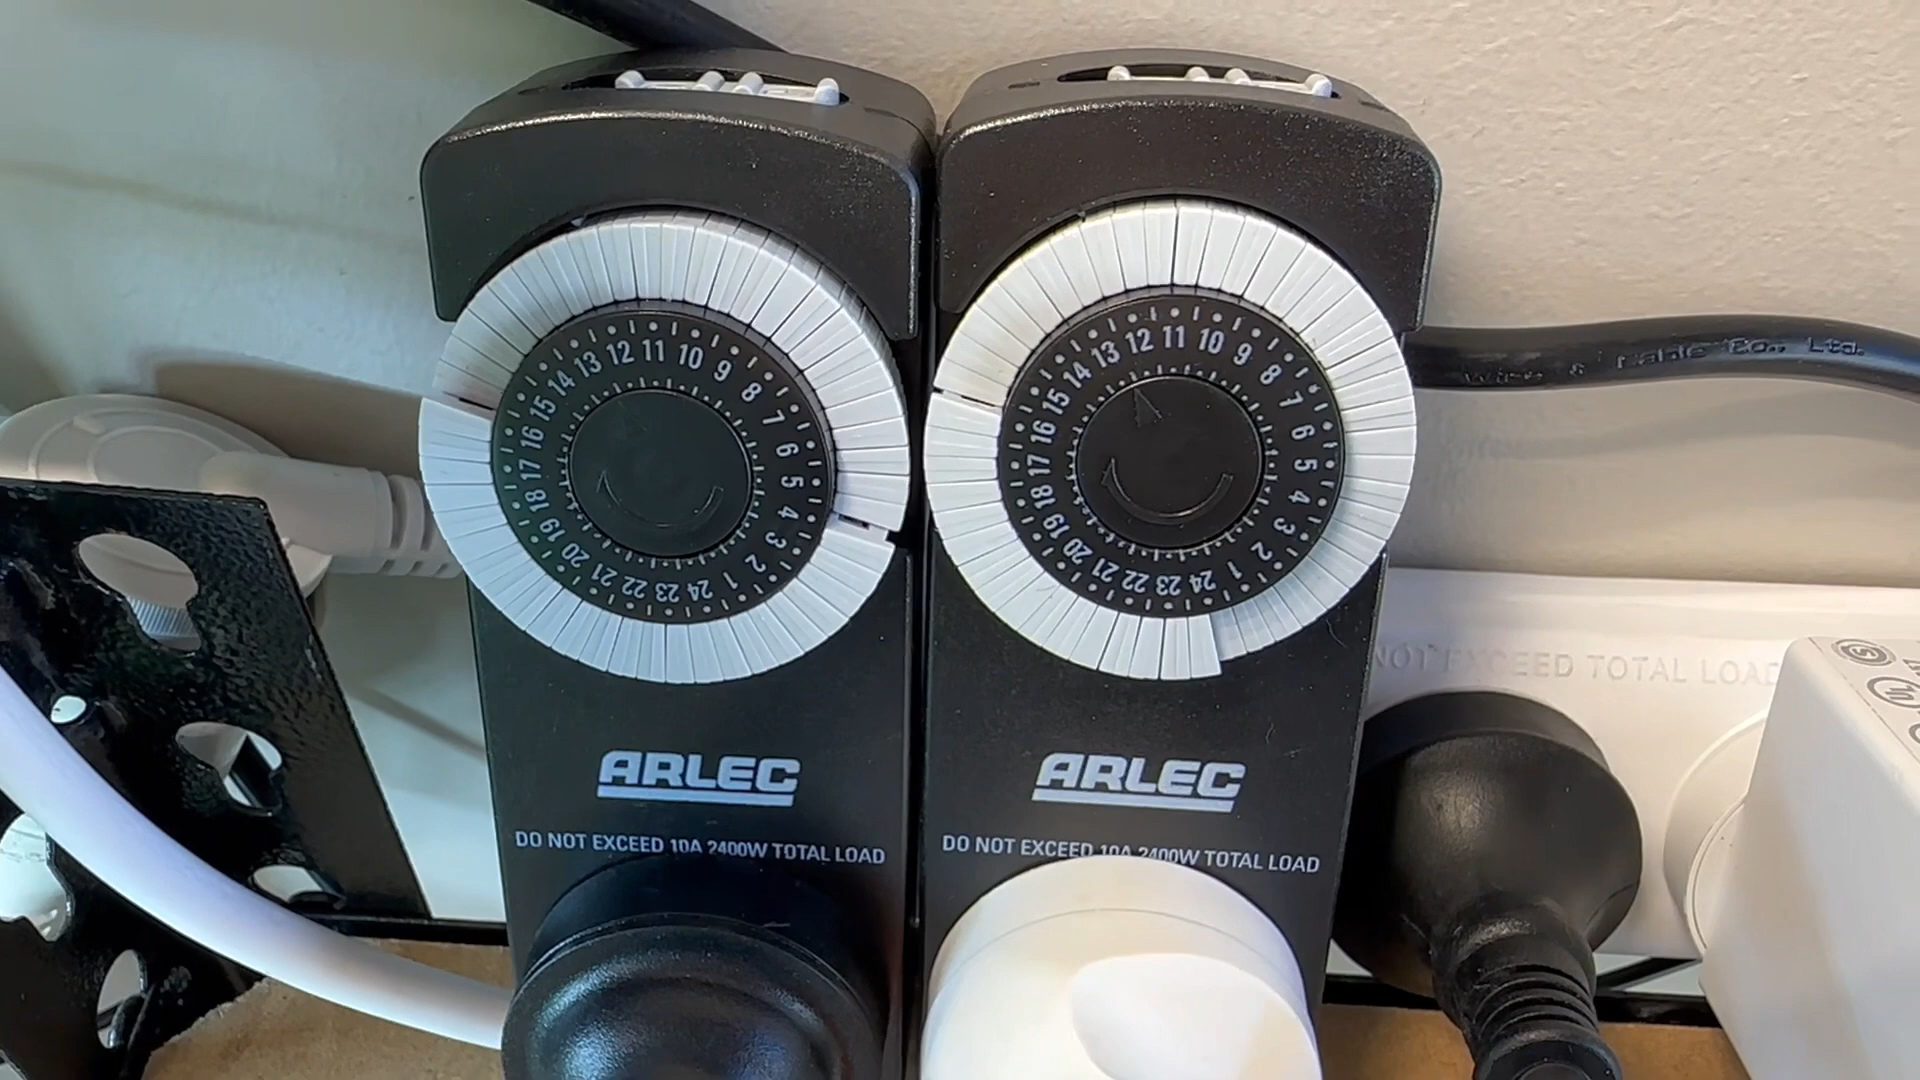 13 12 11 10 9 8 7 6 5 4 3 2 1 24 23 22 21 20 19 18 17 16 15 14
ARLEC
DO NOT EXCEED 10A 2400W TOTAL LOAD
13 12 11 10 9 8 7 6 5 4 3 2 1 24 23 22 21 20 19 18 17 16 15 14
ARLEC
DO NOT EXCEED 10A 2400W TOTAL LOAD
Cable Co., Ltd.
NOT EXCEED TOTAL LOAD